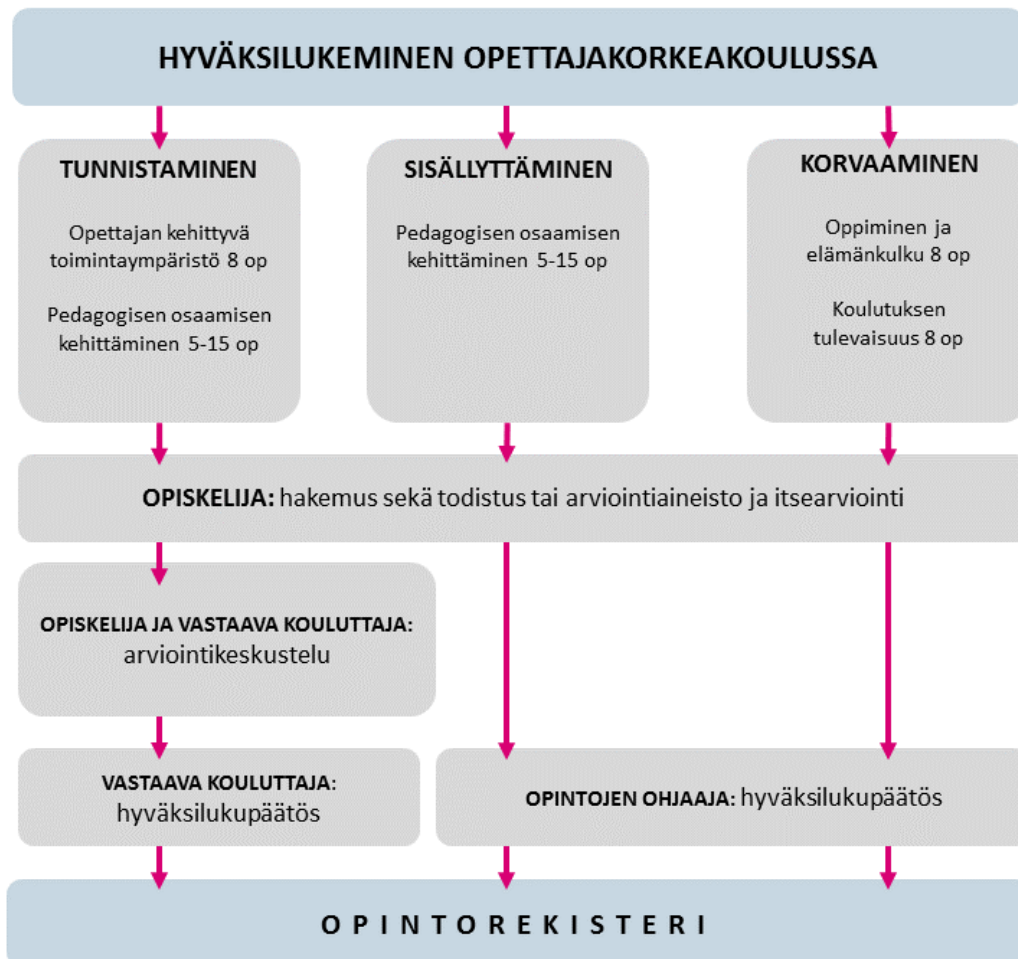 HYVÄKSILUKEMINEN OPETTAJAKORKEAKOULUSSA
TUNNISTAMINEN
Opettajan kehittyvä
toimintaympäristö 8 op
Pedagogisen osaamisen
kehittäminen 5-15 op
SISÄLLYTTÄMINEN
Pedagogisen osaamisen
kehittäminen 5-15 op
KORVAAMINEN
Oppiminen ja
elämänkulku 8 op
Koulutuksen
tulevaisuus 8 op
OPISKELIJA: hakemus sekä todistus tai arviointiaineisto ja itsearviointi
OPISKELIJA JA VASTAAVA KOULUTTAJA:
arviointikeskustelu
VASTAAVA KOULUTTAJA:
hyväksilukupäätös
OPINTOJEN OHJAAJA: hyväksilukupäätös
OPINTOREKISTERI